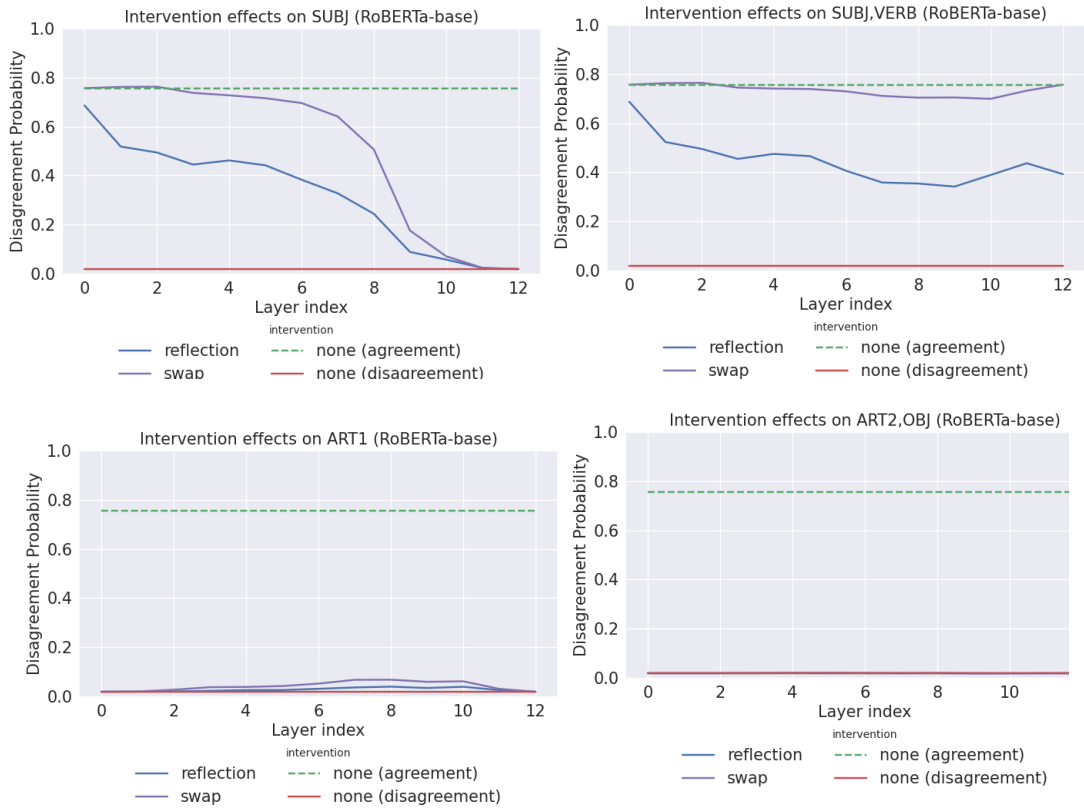 Intervention effects on SUBJ (RoBERTa-base)
1.0
0.8
0.6
0.4
0.2
0.0
Disagreement Probability
0 2 4 6 8 10 12
Layer index
intervention
reflection none (agreement)
swap none (disagreement)
Intervention effects on SUBJ,VERB (RoBERTa-base)
1.0
0.8
0.6
0.4
0.2
0.0
Disagreement Probability
0 2 4 6 8 10 12
Layer index
intervention
reflection none (agreement)
swap none (disagreement)
Intervention effects on ART1 (RoBERTa-base)
1.0
0.8
0.6
0.4
0.2
0.0
Disagreement Probability
0 2 4 6 8 10 12
Layer index
intervention
reflection none (agreement)
swap none (disagreement)
Intervention effects on ART2,OBJ (RoBERTa-base)
1.0
0.8
0.6
0.4
0.2
0.0
Disagreement Probability
0 2 4 6 8 10
Layer index
intervention
reflection none (agreement)
swap none (disagreement)